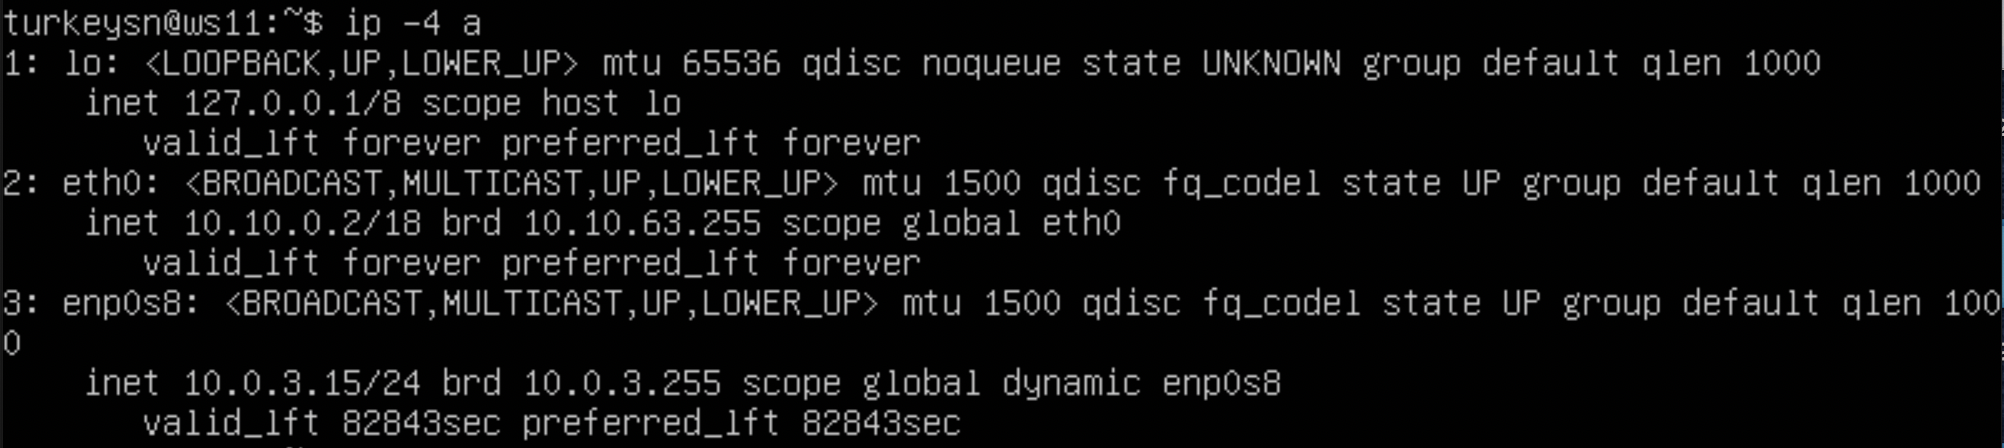 turkeysn@ws11:~$ ip -4 a
1: lo: <LOOPBACK,UP,LOWER_UP> mtu 65536 qdisc noqueue state UNKNOWN group default qlen 1000
    inet 127.0.0.1/8 scope host lo
       valid_lft forever preferred_lft forever
2: eth0: <BROADCAST,MULTICAST,UP,LOWER_UP> mtu 1500 qdisc fq_codel state UP group default qlen 1000
    inet 10.10.0.2/18 brd 10.10.63.255 scope global eth0
       valid_lft forever preferred_lft forever
3: enp0s8: <BROADCAST,MULTICAST,UP,LOWER_UP> mtu 1500 qdisc fq_codel state UP group default qlen 100
0
    inet 10.0.3.15/24 brd 10.0.3.255 scope global dynamic enp0s8
       valid_lft 82843sec preferred_lft 82843sec